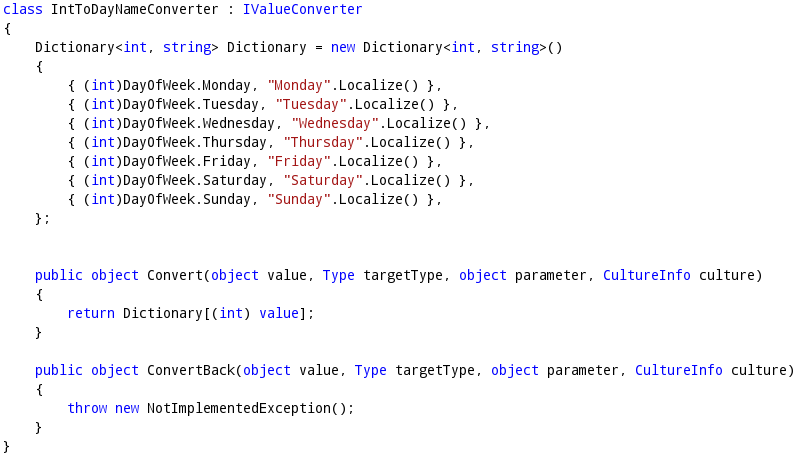 class IntToDayNameConverter : IValueConverter
{
    Dictionary<int, string> Dictionary = new Dictionary<int, string>()
    {
        { (int)DayOfWeek.Monday, "Monday".Localize() },
        { (int)DayOfWeek.Tuesday, "Tuesday".Localize() },
        { (int)DayOfWeek.Wednesday, "Wednesday".Localize() },
        { (int)DayOfWeek.Thursday, "Thursday".Localize() },
        { (int)DayOfWeek.Friday, "Friday".Localize() },
        { (int)DayOfWeek.Saturday, "Saturday".Localize() },
        { (int)DayOfWeek.Sunday, "Sunday".Localize() },
    };


    public object Convert(object value, Type targetType, object parameter, CultureInfo culture)
    {
        return Dictionary[(int) value];
    }

    public object ConvertBack(object value, Type targetType, object parameter, CultureInfo culture)
    {
        throw new NotImplementedException();
    }
}